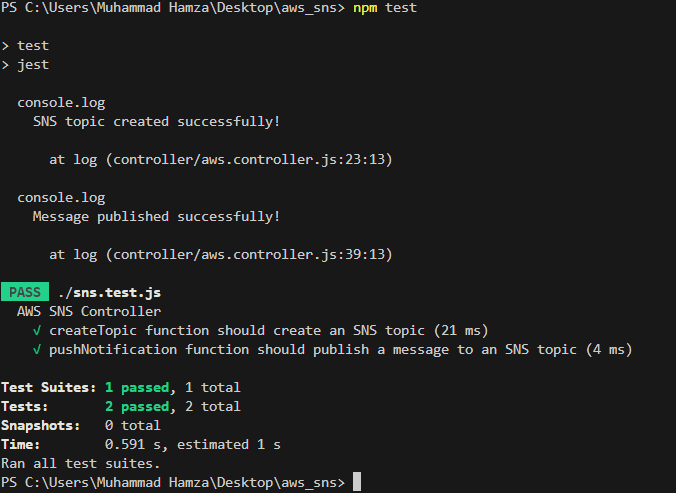 PS C:\Users\Muhammad Hamza\Desktop\aws_sns> npm test
> test
> jest
console.log
SNS topic created successfully!
at log (controller/aws.controller.js:23:13)
console.log
Message published successfully!
at log (controller/aws.controller.js:39:13)
PASS ./sns.test.js
AWS SNS Controller
√ createTopic function should create an SNS topic (21 ms)
√ pushNotification function should publish a message to an SNS topic (4 ms)
Test Suites: 1 passed, 1 total
Tests: 2 passed, 2 total
Snapshots: 0 total
Time: 0.591 s, estimated 1 s
Ran all test suites.
PS C:\Users\Muhammad Hamza\Desktop\aws_sns>